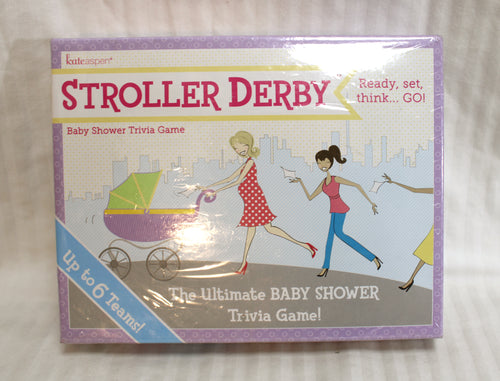 kateaspen®
STROLLER DERBY™
Ready, set,
think... GO!
Baby Shower Trivia Game
Up to 6 Teams!
The Ultimate BABY SHOWER
Trivia Game!